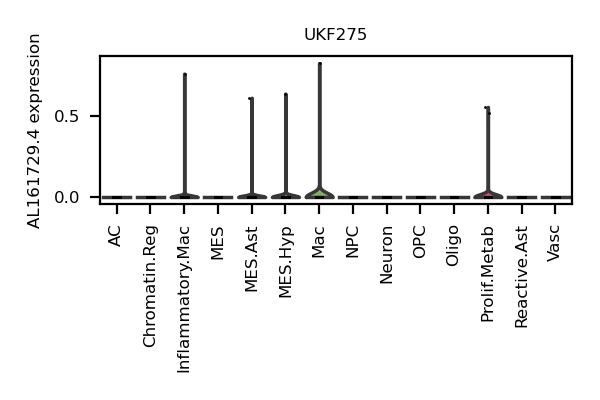 UKF275
AL161729.4 expression
0.5
0.0
AC
Chromatin.Reg
Inflammatory.Mac
MES
MES.Ast
MES.Hyp
Mac
NPC
Neuron
OPC
Oligo
Prolif.Metab
Reactive.Ast
Vasc